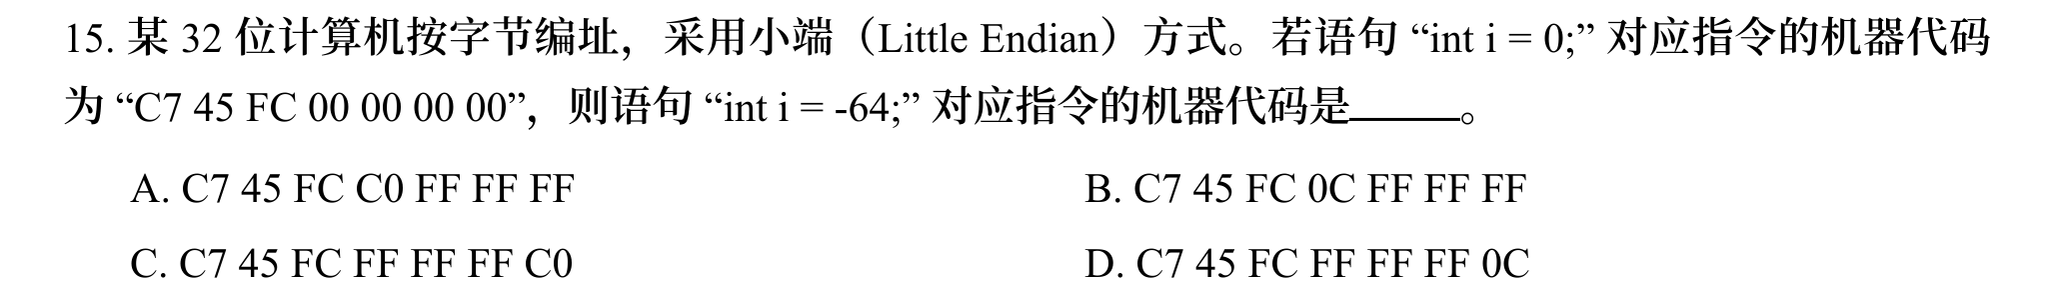 15. 某 32 位计算机按字节编址，采用小端（Little Endian）方式。若语句 “int i = 0;” 对应指令的机器代码
为 “C7 45 FC 00 00 00 00”，则语句 “int i = -64;” 对应指令的机器代码是______。
A. C7 45 FC C0 FF FF FF B. C7 45 FC 0C FF FF FF
C. C7 45 FC FF FF FF C0 D. C7 45 FC FF FF FF 0C